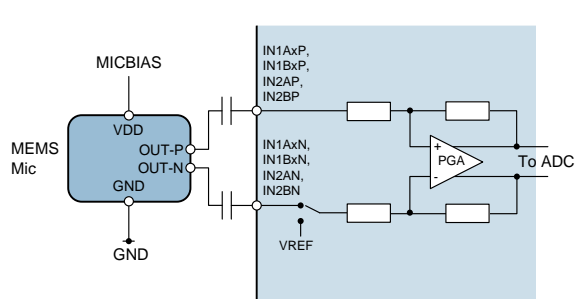 MICBIAS
IN1AxP,
IN1BxP,
IN2AP,
IN2BP
MEMS
Mic
VDD
OUT-P
OUT-N
GND
IN1AxN,
IN1BxN,
IN2AN,
IN2BN
+
PGA
-
To ADC
VREF
GND